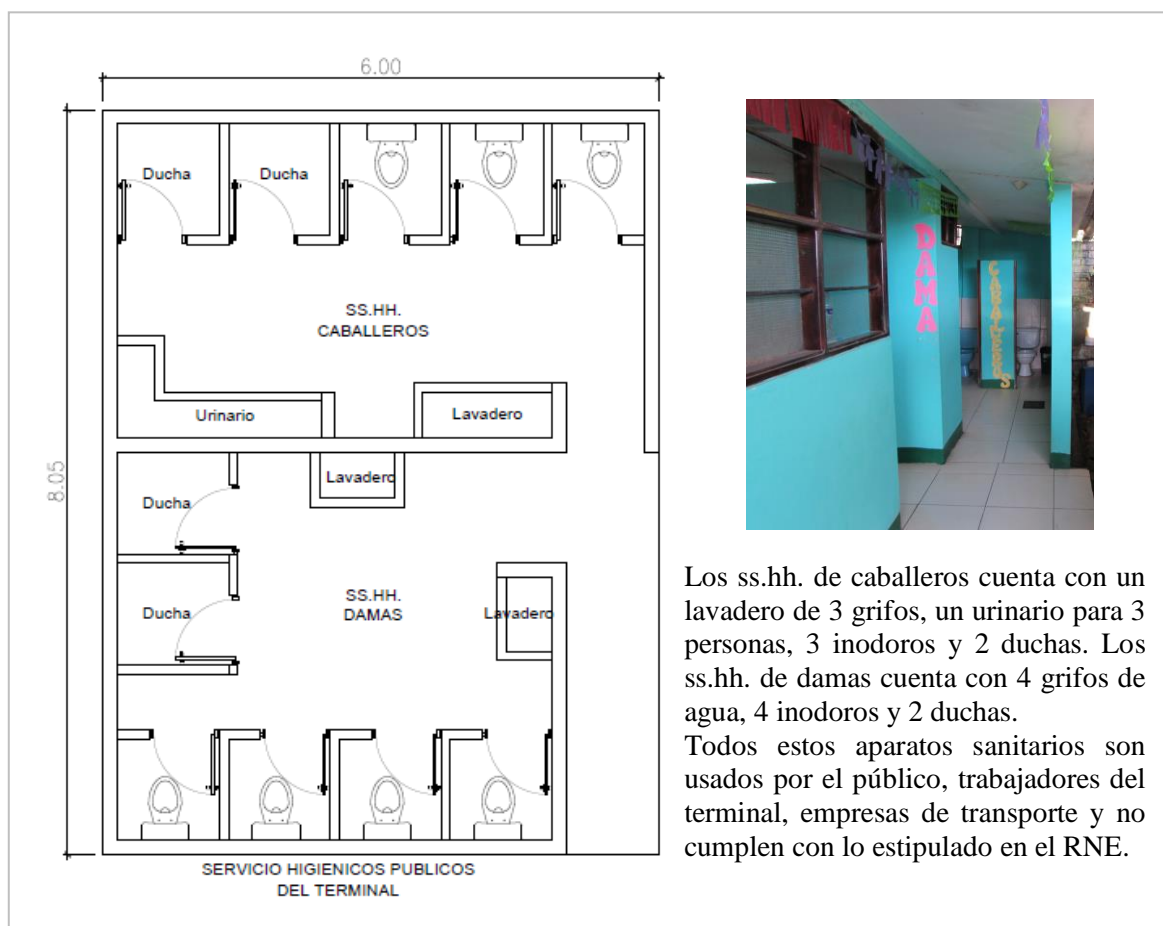 6.00
8.05
Ducha
Ducha
SS.HH.
CABALLEROS
Urinario
Lavadero
Lavadero
Ducha
Ducha
SS.HH.
DAMAS
Lavadero
SERVICIO HIGIENICOS PUBLICOS
DEL TERMINAL
DAMA
CABALLEROS
Los ss.hh. de caballeros cuenta con un
lavadero de 3 grifos, un urinario para 3
personas, 3 inodoros y 2 duchas. Los
ss.hh. de damas cuenta con 4 grifos de
agua, 4 inodoros y 2 duchas.
Todos estos aparatos sanitarios son
usados por el público, trabajadores del
terminal, empresas de transporte y no
cumplen con lo estipulado en el RNE.